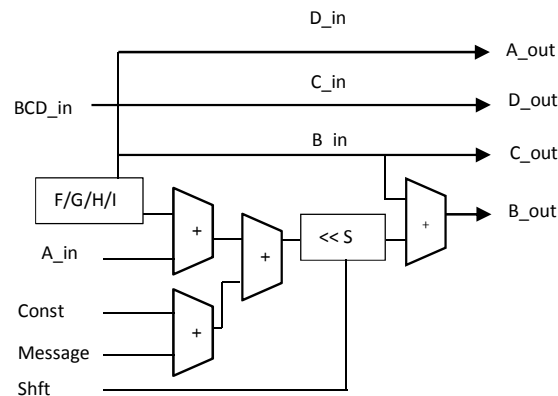 D_in
A_out
C_in
BCD_in
D_out
B_in
C_out
F/G/H/I
B_out
+
+
<< S
+
A_in
Const
+
Message
Shft